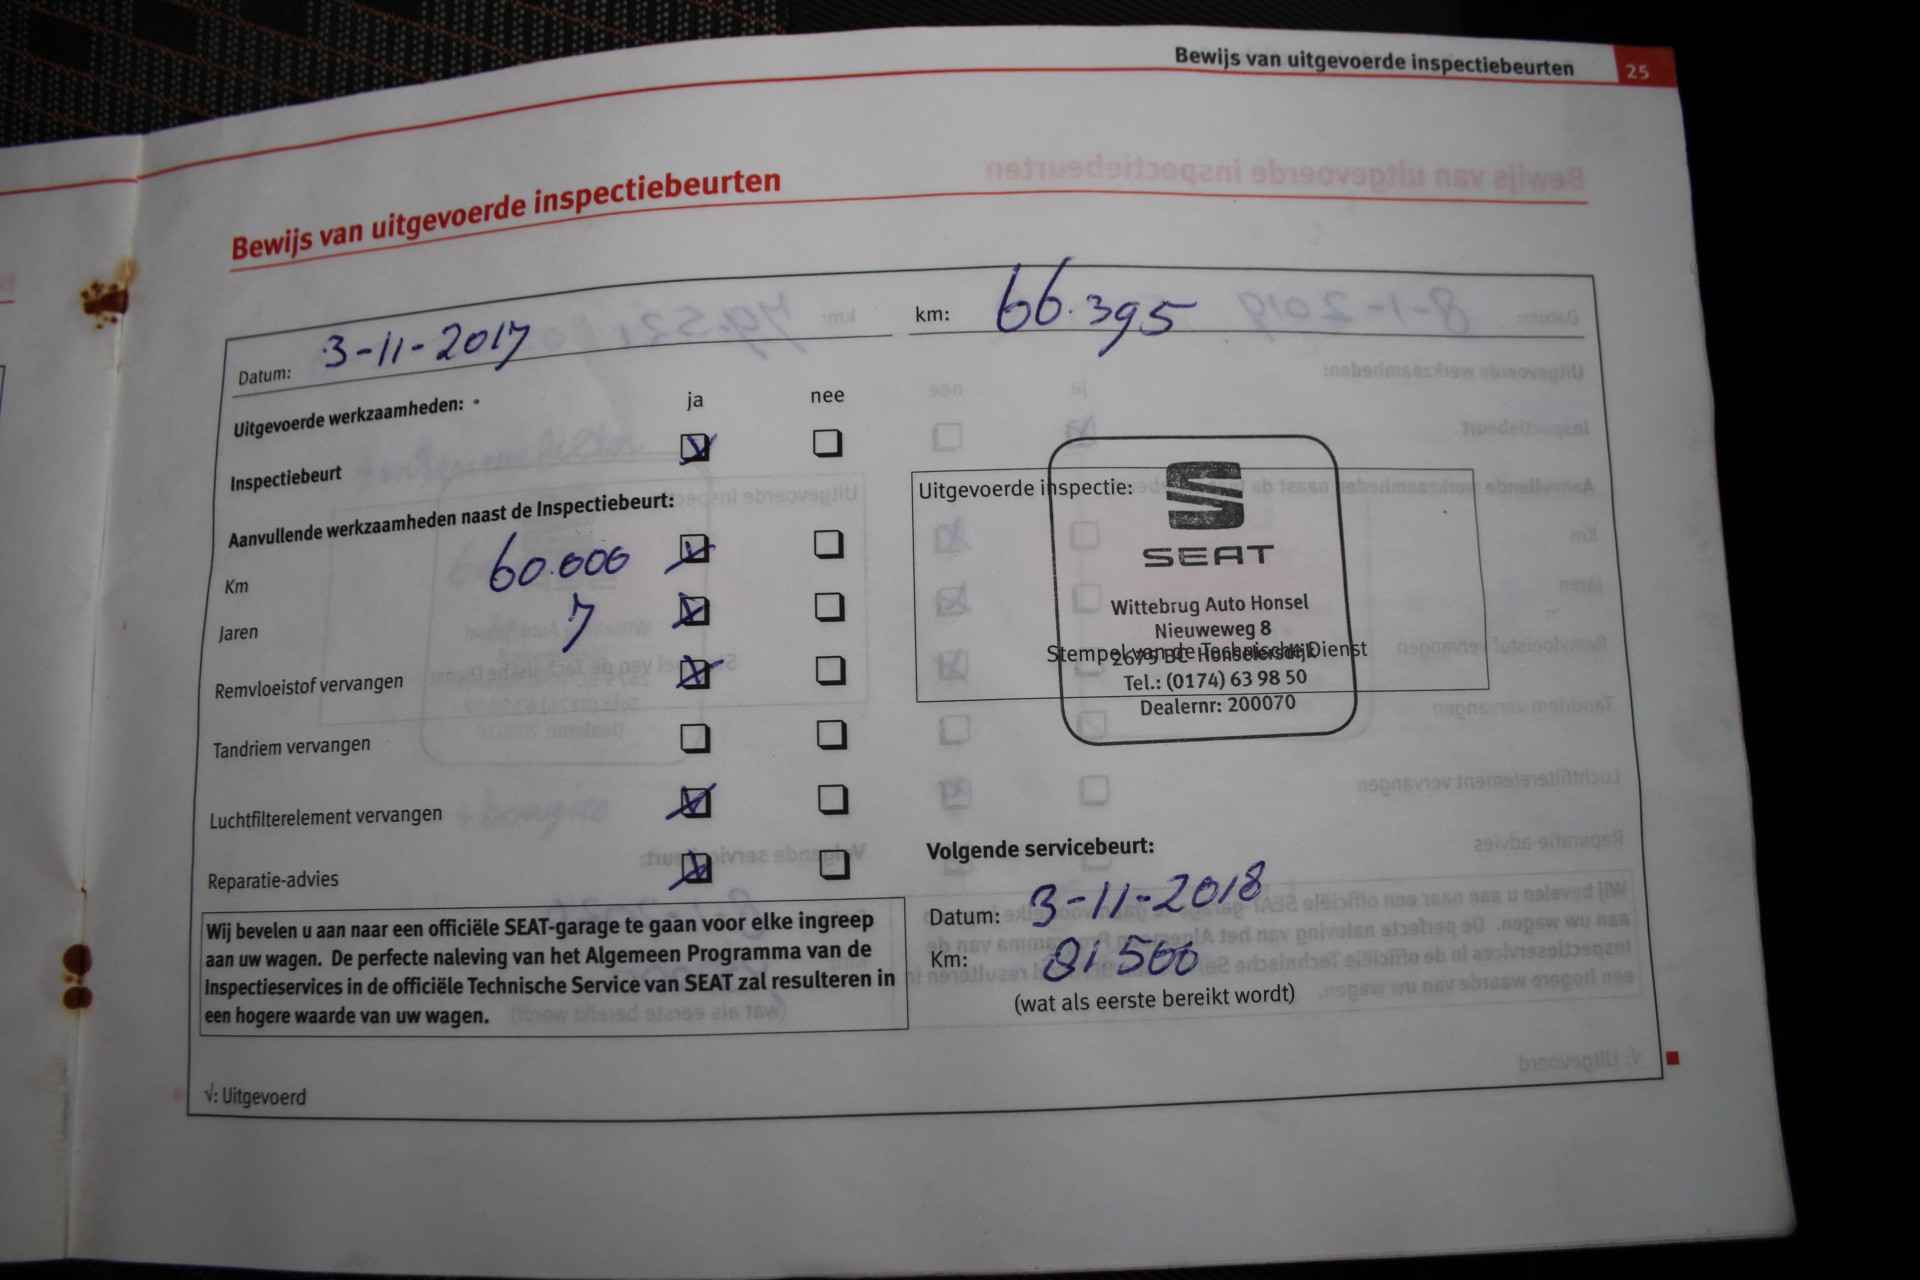 Bewijs van uitgevoerde inspectiebeurten 25
Bewijs van uitgevoerde inspectiebeurten
Datum: 3-11-2017 km: 66.395
Uitgevoerde werkzaamheden: ja nee
Inspectiebeurt
Aanvullende werkzaamheden naast de Inspectiebeurt:
Km 60.000
Jaren 7
Remvloeistof vervangen
Tandriem vervangen
Luchtfilterelement vervangen
Reparatie-advies
Wij bevelen u aan naar een officiële SEAT-garage te gaan voor elke ingreep
aan uw wagen. De perfecte naleving van het Algemeen Programma van de
Inspectieservices in de officiële Technische Service van SEAT zal resulteren in
een hogere waarde van uw wagen.
√: Uitgevoerd
Uitgevoerde inspectie:
SEAT
Wittebrug Auto Honsel
Nieuweweg 8
Stempel van de Technische Dienst
2675 BC Honselersdijk
Tel.: (0174) 63 98 50
Dealernr: 200070
Volgende servicebeurt:
Datum: 3-11-2018
Km: 81500
(wat als eerste bereikt wordt)